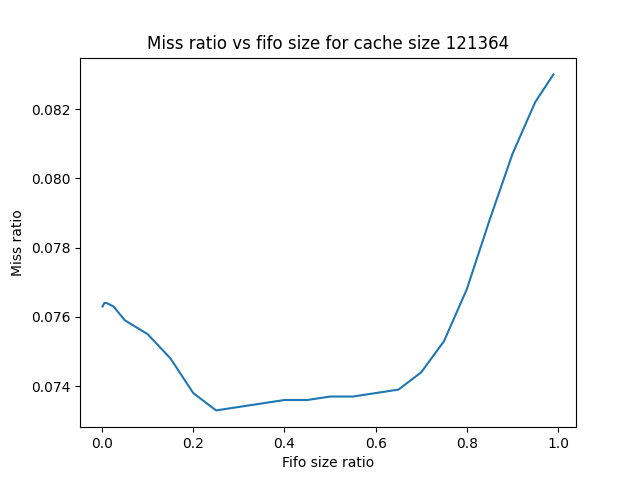 Miss ratio vs fifo size for cache size 121364
0.082
0.080
0.078
0.076
0.074
Miss ratio
0.0 0.2 0.4 0.6 0.8 1.0
Fifo size ratio